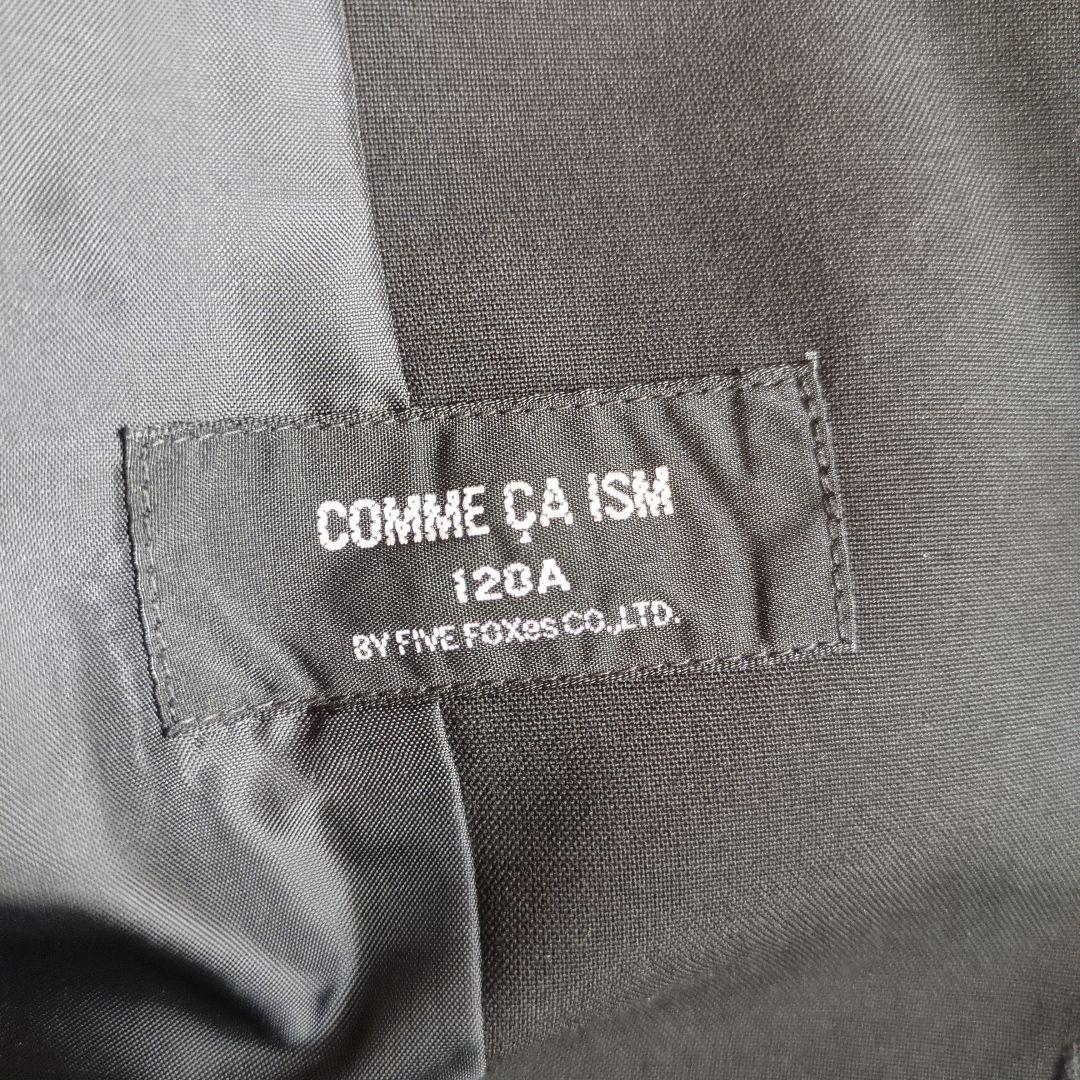 COMME ÇA ISM
120A
BY FIVE FOXes CO.,LTD.